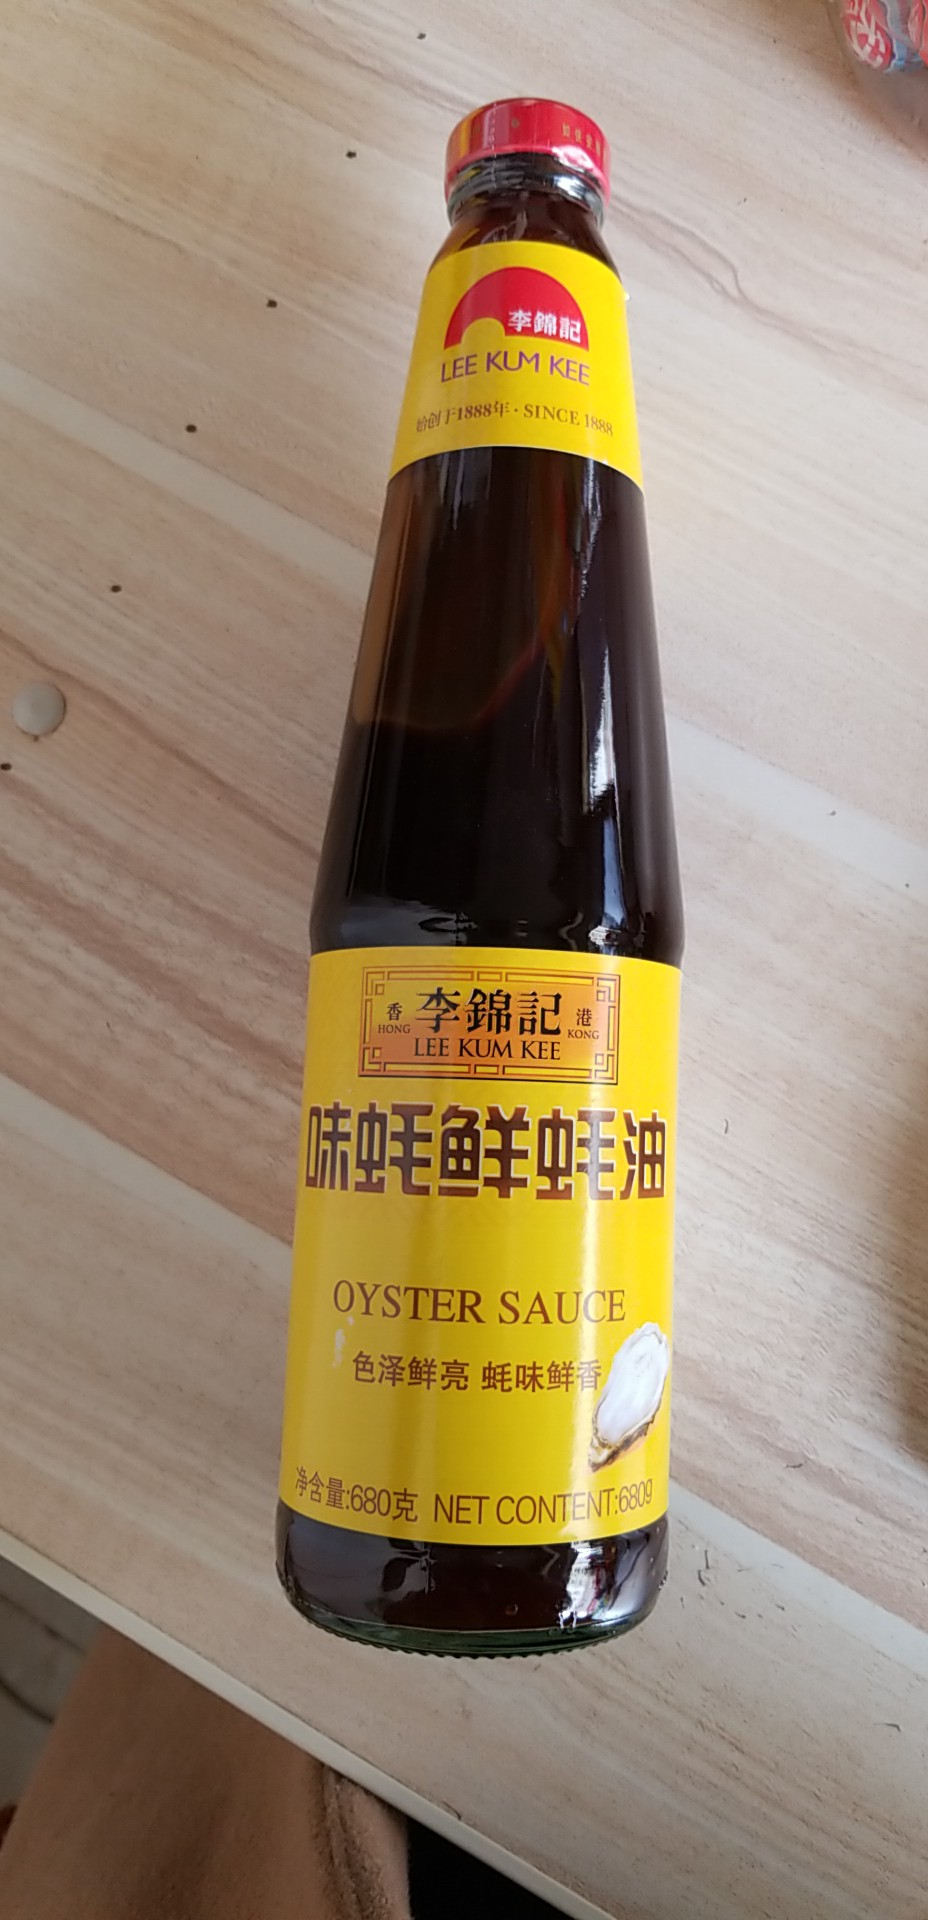 李錦記
LEE KUM KEE
始创于1888年·SINCE 1888
香 李錦記 港
HONG LEE KUM KEE KONG
味蚝鲜蚝油
OYSTER SAUCE
色泽鲜亮 蚝味鲜香
净含量:680克 NET CONTENT:680g